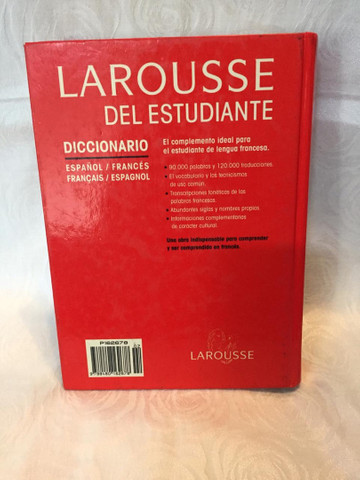 LAROUSSE
DEL ESTUDIANTE
DICCIONARIO
ESPAÑOL / FRANCÉS
FRANÇAIS / ESPAGNOL
El complemento ideal para
el estudiante de lengua francesa.
• 90.000 palabras y 120.000 traducciones.
• El vocabulario y los tecnicismos
de uso común.
• Transcripciones fonéticas de las
palabras francesas.
• Abundantes siglas y nombres propios.
• Informaciones complementarias
de carácter cultural.
Una obra indispensable para comprender
y ser comprendido en francés.
P162678
LAROUSSE